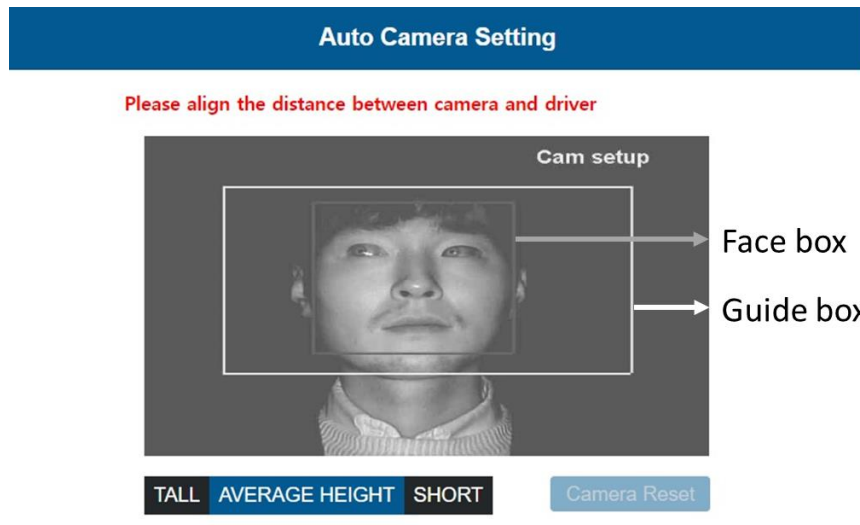 Auto Camera Setting
Please align the distance between camera and driver
Cam setup
Face box
Guide box
TALL AVERAGE HEIGHT SHORT Camera Reset